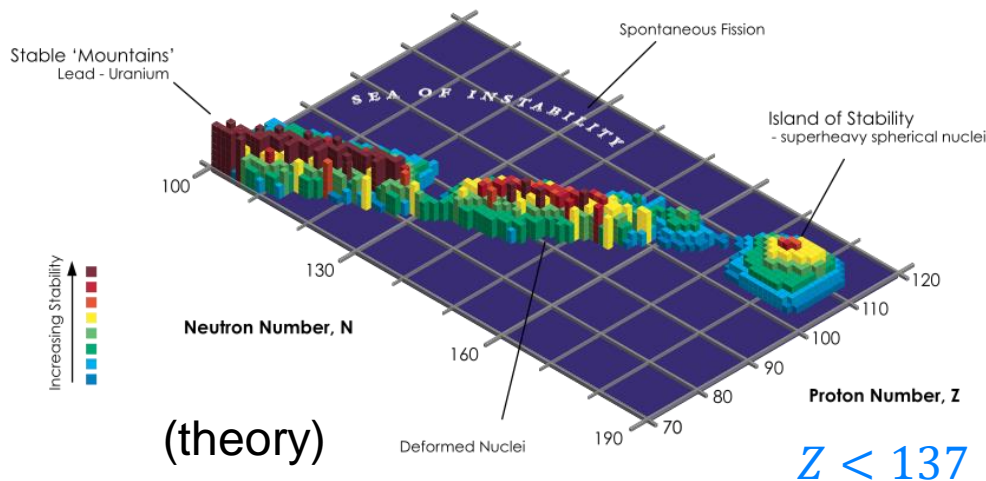 Spontaneous Fission
Stable ‘Mountains’
Lead - Uranium
SEA OF INSTABILITY
Island of Stability
- superheavy spherical nuclei
100
120
130
110
Increasing Stability
Neutron Number, N
100
160
90
80
Proton Number, Z
(theory)
Deformed Nuclei
190
70
Z < 137